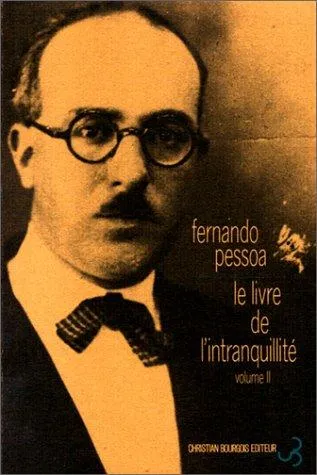 fernando
pessoa
le livre
de
l'intranquillité
volume II
CHRISTIAN BOURGOIS EDITEUR